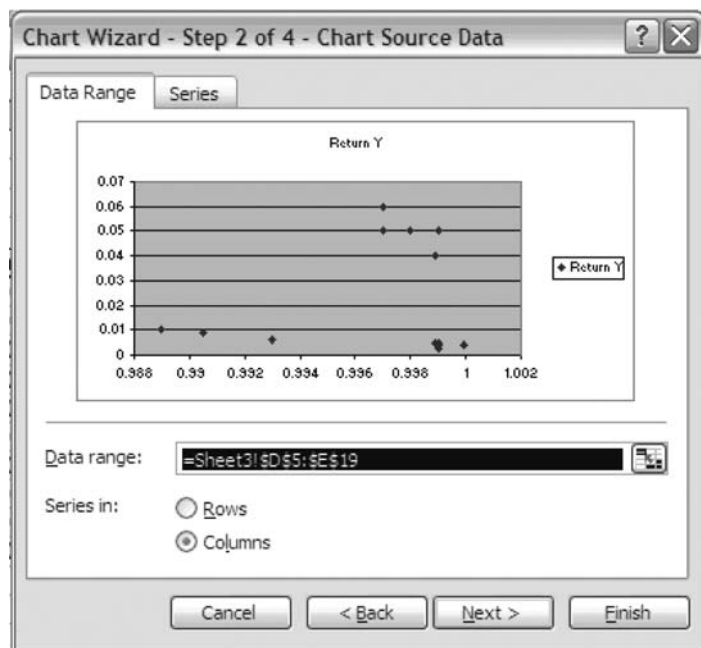 Chart Wizard - Step 2 of 4 - Chart Source Data
Data Range Series
Return Y
0.07
0.06
0.05
0.04
0.03
0.02
0.01
0
0.988 0.99 0.992 0.994 0.996 0.998 1 1.002
Return Y
Data range: =Sheet3!$D$5:$E$19
Series in: Rows
Columns
Cancel < Back Next > Finish